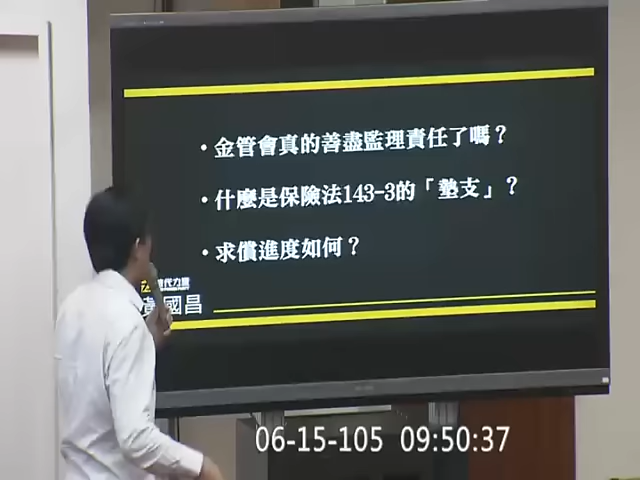 ・金管會真的善盡監理責任了嗎？
・什麼是保險法143-3的「墊支」？
・求償進度如何？
時代力量
黃國昌
06-15-105 09:50:37